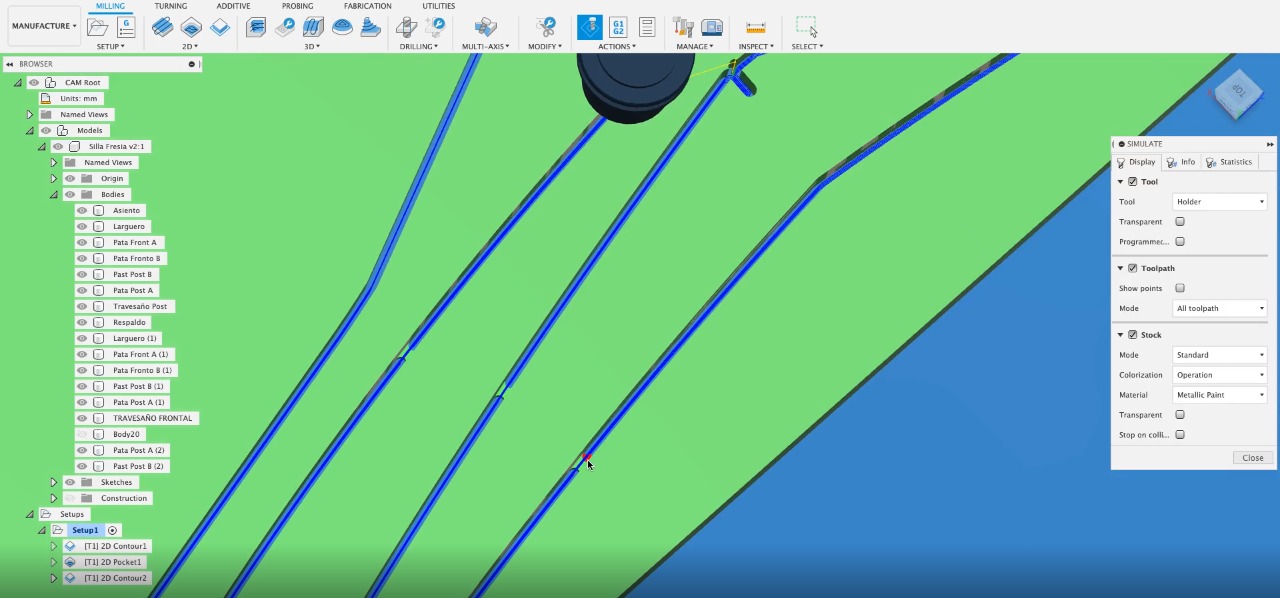 MILLING TURNING ADDITIVE PROBING FABRICATION UTILITIES
MANUFACTURE
G
G1
G2
SETUP 2D 3D DRILLING MULTI-AXIS MODIFY ACTIONS MANAGE INSPECT SELECT
BROWSER
CAM Root
Units: mm
Named Views
Models
Silla Fresia v2:1
Named Views
Origin
Bodies
Asiento
Larguero
Pata Front A
Pata Fronto B
Past Post B
Pata Post A
Travesaño Post
Respaldo
Larguero (1)
Pata Front A (1)
Pata Fronto B (1)
Past Post B (1)
Pata Post A (1)
TRAVESAÑO FRONTAL
Body20
Pata Post A (2)
Past Post B (2)
Sketches
Construction
Setups
Setup1
[T1] 2D Contour1
[T1] 2D Pocket1
[T1] 2D Contour2
TOP
SIMULATE
Display Info Statistics
Tool
Tool Holder
Transparent
Programmec...
Toolpath
Show points
Mode All toolpath
Stock
Mode Standard
Colorization Operation
Material Metallic Paint
Transparent
Stop on colli...
Close